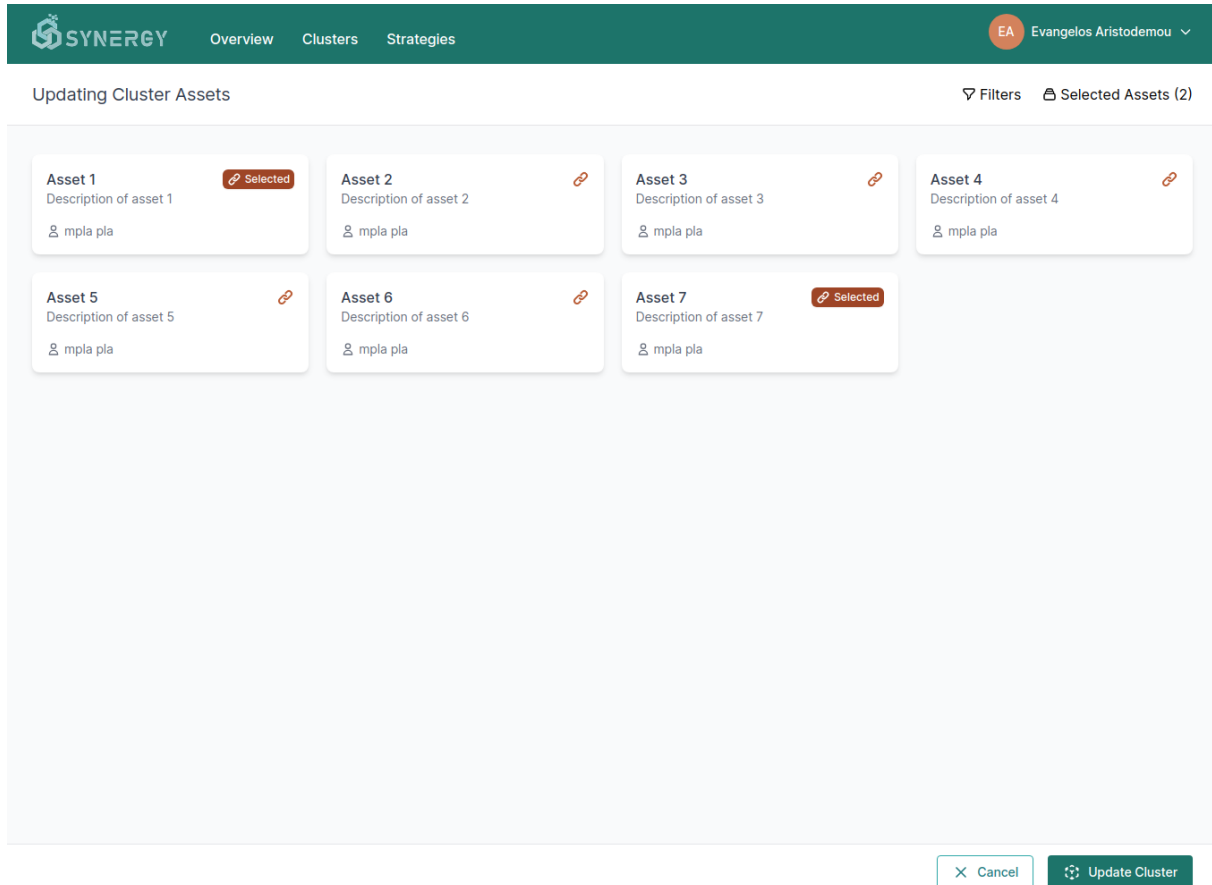 SYNERGY Overview Clusters Strategies EA Evangelos Aristodemou
Updating Cluster Assets Filters Selected Assets (2)
Asset 1 Selected
Description of asset 1
mpla pla
Asset 2
Description of asset 2
mpla pla
Asset 3
Description of asset 3
mpla pla
Asset 4
Description of asset 4
mpla pla
Asset 5
Description of asset 5
mpla pla
Asset 6
Description of asset 6
mpla pla
Asset 7 Selected
Description of asset 7
mpla pla
Cancel Update Cluster